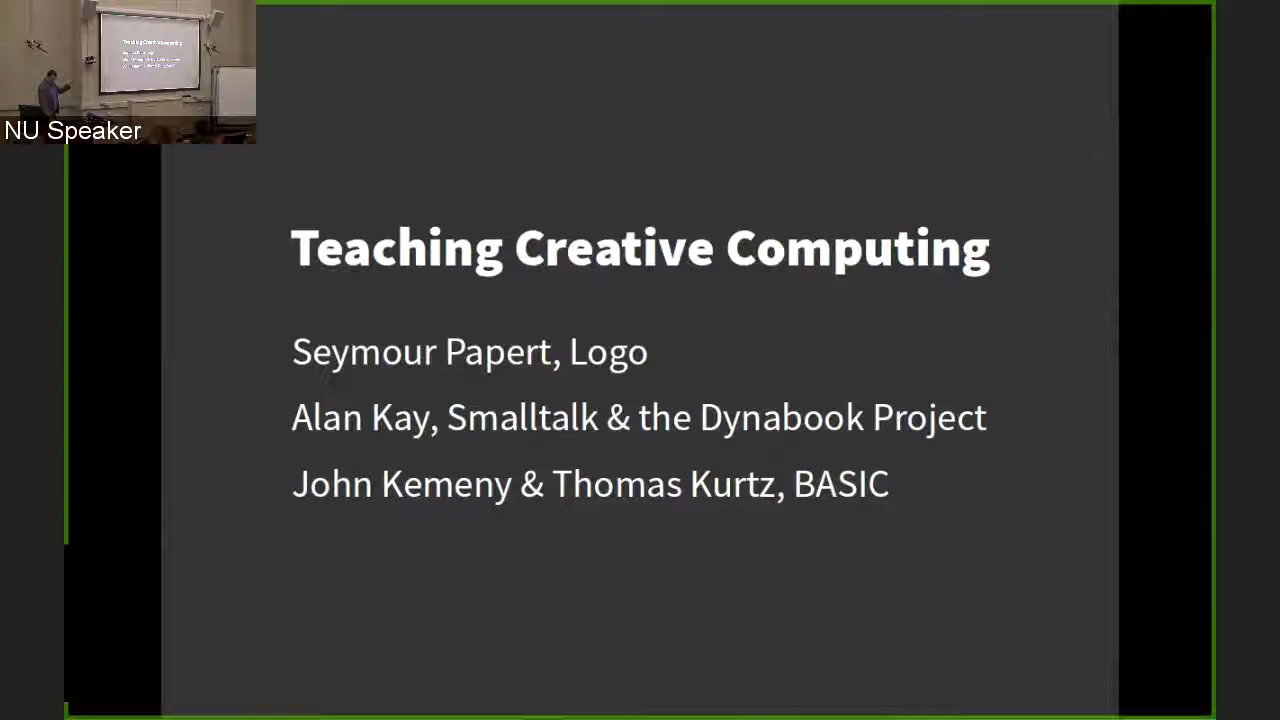 NU Speaker
Teaching Creative Computing
Seymour Papert, Logo
Alan Kay, Smalltalk & the Dynabook Project
John Kemeny & Thomas Kurtz, BASIC